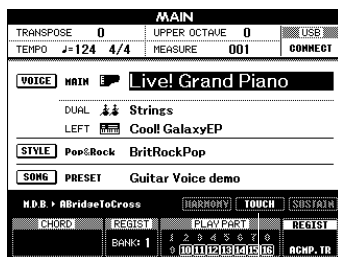 MAIN
TRANSPOSE 0 UPPER OCTAVE 0 USB
TEMPO ♩=124 4/4 MEASURE 001 CONNECT
VOICE MAIN Live! Grand Piano
DUAL Strings
LEFT Cool! GalaxyEP
STYLE Pop&Rock BritRockPop
SONG PRESET Guitar Voice demo
M.D.B. ▸ ABridgeToCross HARMONY TOUCH SUSTAIN
CHORD REGIST PLAY PART REGIST
BANK: 1 1 2 3 4 5 6 7 8
9 10 11 12 13 14 15 16 ACMP.TR